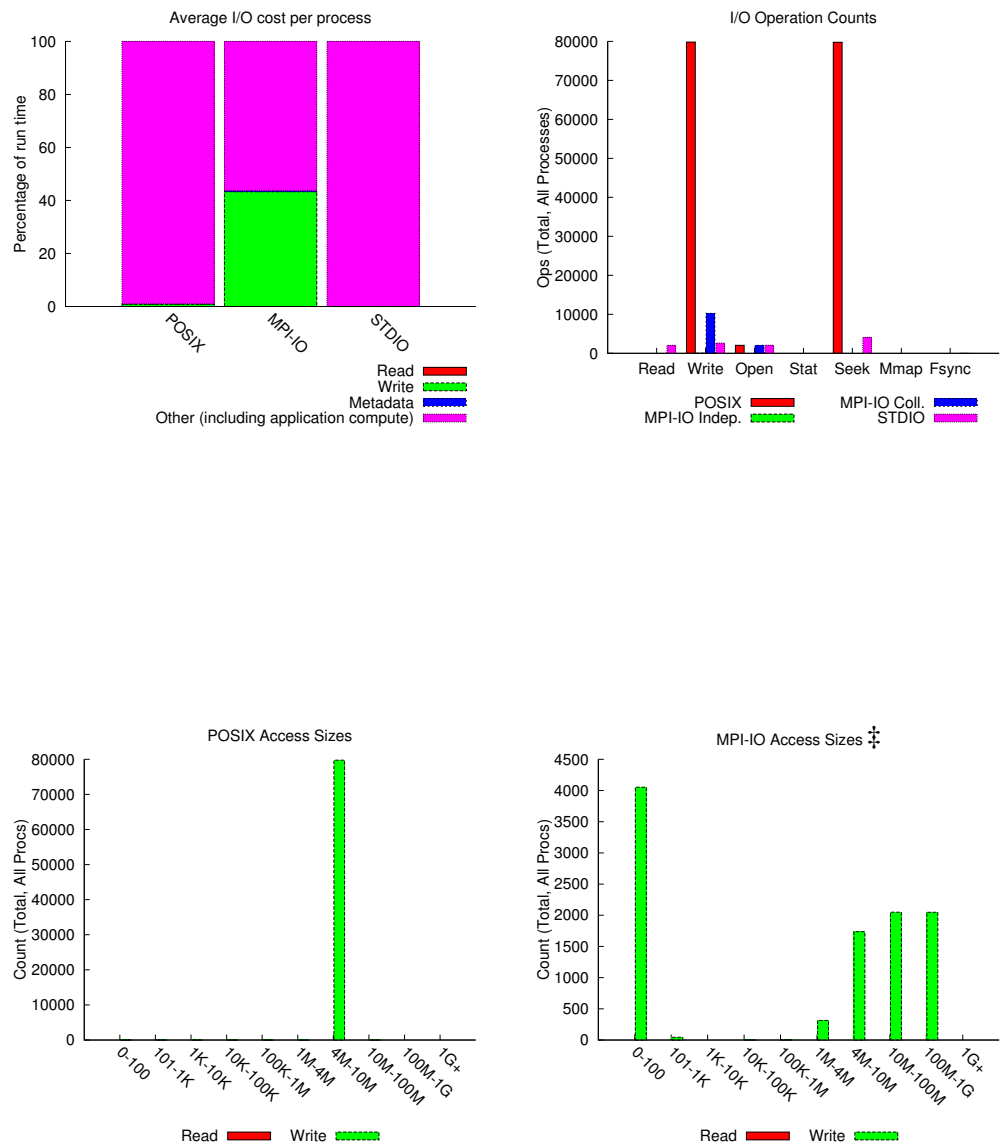 Average I/O cost per process
Percentage of run time
100
80
60
40
20
0
POSIX
MPI-IO
STDIO
Read
Write
Metadata
Other (including application compute)
I/O Operation Counts
Ops (Total, All Processes)
80000
70000
60000
50000
40000
30000
20000
10000
0
Read Write Open Stat Seek Mmap Fsync
POSIX MPI-IO Coll.
MPI-IO Indep. STDIO
POSIX Access Sizes
Count (Total, All Procs)
80000
70000
60000
50000
40000
30000
20000
10000
0
0-100
101-1K
1K-10K
10K-100K
100K-1M
1M-4M
4M-10M
10M-100M
100M-1G
1G+
Read Write
MPI-IO Access Sizes ‡
Count (Total, All Procs)
4500
4000
3500
3000
2500
2000
1500
1000
500
0
0-100
101-1K
1K-10K
10K-100K
100K-1M
1M-4M
4M-10M
10M-100M
100M-1G
1G+
Read Write